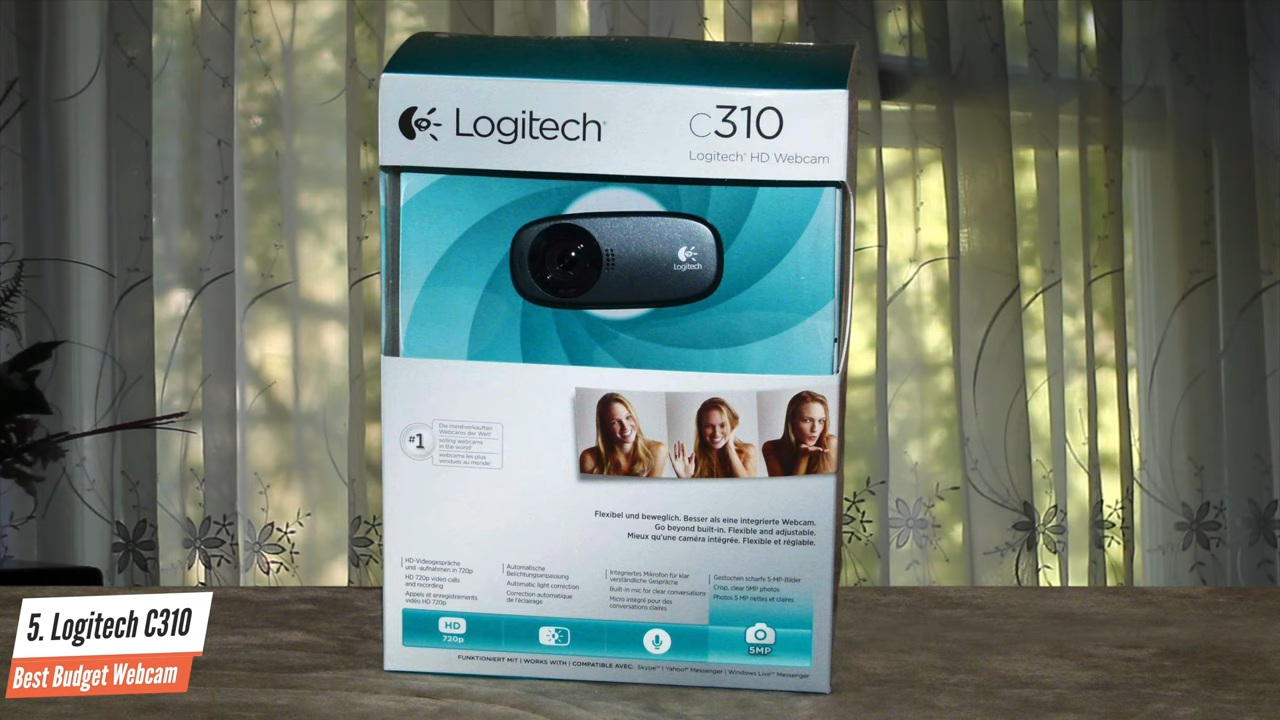 Logitech
C310
Logitech® HD Webcam
Logitech
#1
Die meistverkauften
Webcams der Welt!
selling webcams
in the world!
webcams les plus
vendues au monde!
Flexibel und beweglich. Besser als eine integrierte Webcam.
Go beyond built-in. Flexible and adjustable.
Mieux qu'une caméra intégrée. Flexible et réglable.
HD-Videogespräche
und -aufnahmen in 720p
HD 720p video calls
and recording
Appels et enregistrements
vidéo HD 720p
Automatische
Belichtungsanpassung
Automatic light correction
Correction automatique
de l'éclairage
Integriertes Mikrofon für klar
verständliche Gespräche
Built-in mic for clear conversations
Micro intégré pour des
conversations claires
Gestochen scharfe 5-MP-Bilder
Crisp, clear 5MP photos
Photos 5 MP nettes et claires
HD
720p
5MP
FUNKTIONIERT MIT | WORKS WITH | COMPATIBLE AVEC: Skype™ | Yahoo!® Messenger | Windows Live™ Messenger
5. Logitech C310
Best Budget Webcam